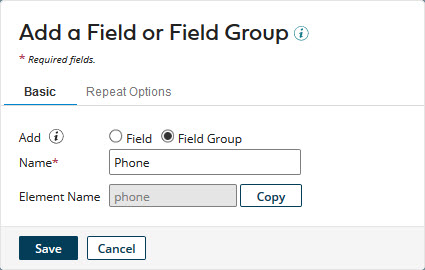 Add a Field or Field Group i
* Required fields.
Basic Repeat Options
Add i Field Field Group
Name* Phone
Element Name phone Copy
Save Cancel